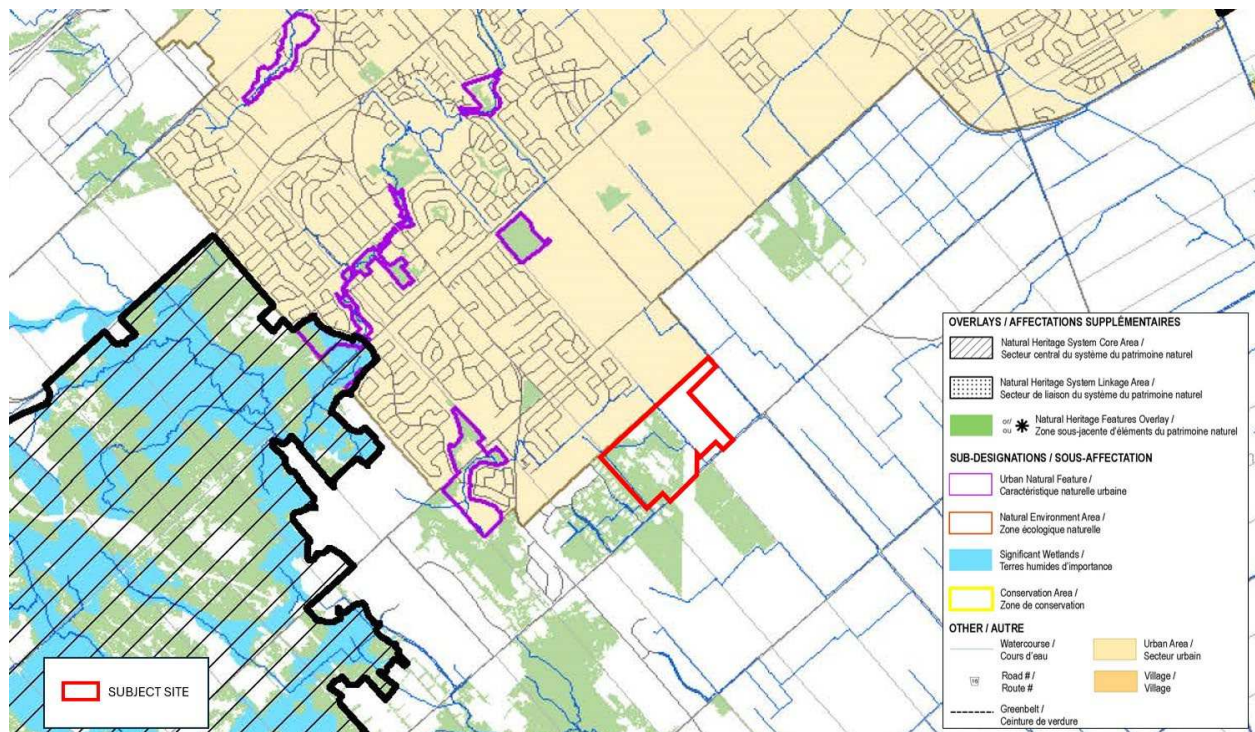 OVERLAYS / AFFECTATIONS SUPPLÉMENTAIRES
Natural Heritage System Core Area /
Secteur central du système du patrimoine naturel
Natural Heritage System Linkage Area /
Secteur de liaison du système du patrimoine naturel
or/
ou
Natural Heritage Features Overlay /
Zone sous-jacente d'éléments du patrimoine naturel
SUB-DESIGNATIONS / SOUS-AFFECTATION
Urban Natural Feature /
Caractéristique naturelle urbaine
Natural Environment Area /
Zone écologique naturelle
Significant Wetlands /
Terres humides d'importance
Conservation Area /
Zone de conservation
OTHER / AUTRE
Watercourse /
Cours d'eau
Urban Area /
Secteur urbain
Road # /
Route #
Village /
Village
Greenbelt /
Ceinture de verdure
SUBJECT SITE